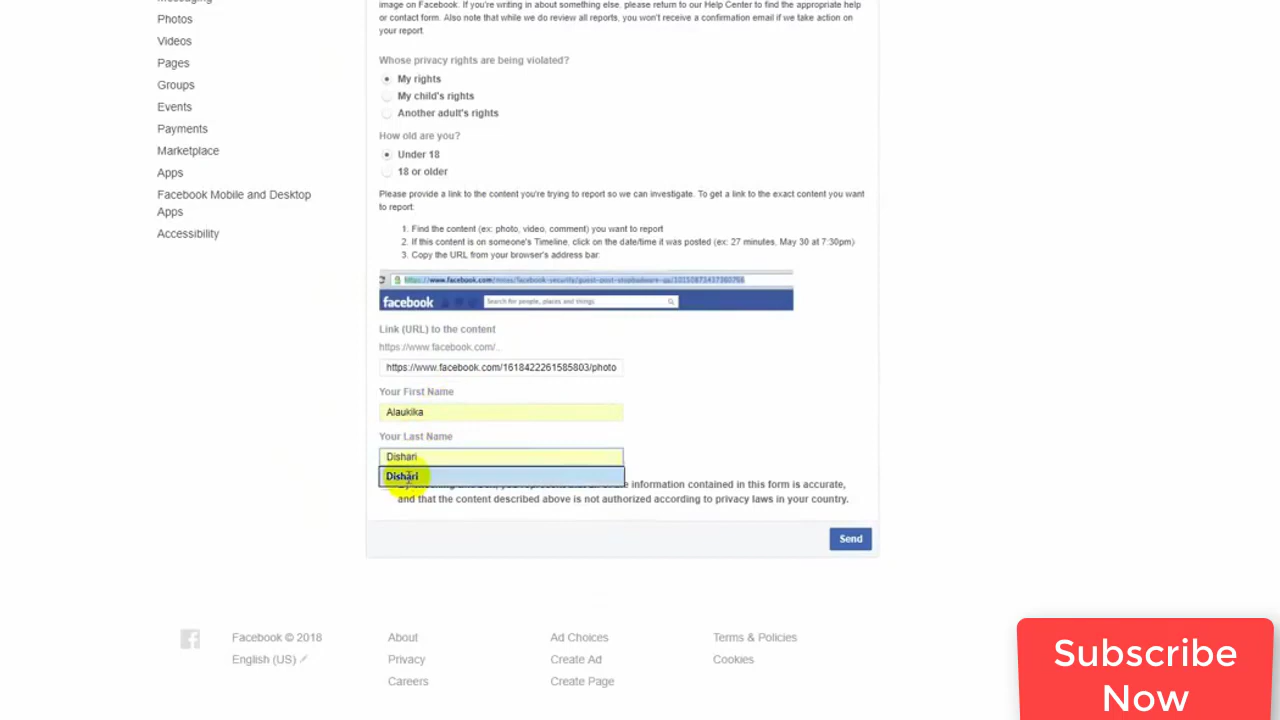 Photos
Videos
Pages
Groups
Events
Payments
Marketplace
Apps
Facebook Mobile and Desktop
Apps
Accessibility
image on Facebook. If you're writing in about something else, please return to our Help Center to find the appropriate help
or contact form. Also note that while we do review all reports, you won't receive a confirmation email if we take action on
your report.
Whose privacy rights are being violated?
My rights
My child's rights
Another adult's rights
How old are you?
Under 18
18 or older
Please provide a link to the content you're trying to report so we can investigate. To get a link to the exact content you want
to report:
1. Find the content (ex: photo, video, comment) you want to report
2. If this content is on someone's Timeline, click on the date/time it was posted (ex: 27 minutes, May 30 at 7:30pm)
3. Copy the URL from your browser's address bar:
facebook
Search for people, places and things
Link (URL) to the content
https://www.facebook.com/..
https://www.facebook.com/1618422261585803/photo
Your First Name
Alaukika
Your Last Name
Dishari
Dishari
information contained in this form is accurate,
and that the content described above is not authorized according to privacy laws in your country.
Send
Facebook © 2018
English (US)
About
Privacy
Careers
Ad Choices
Create Ad
Create Page
Terms & Policies
Cookies
Subscribe
Now